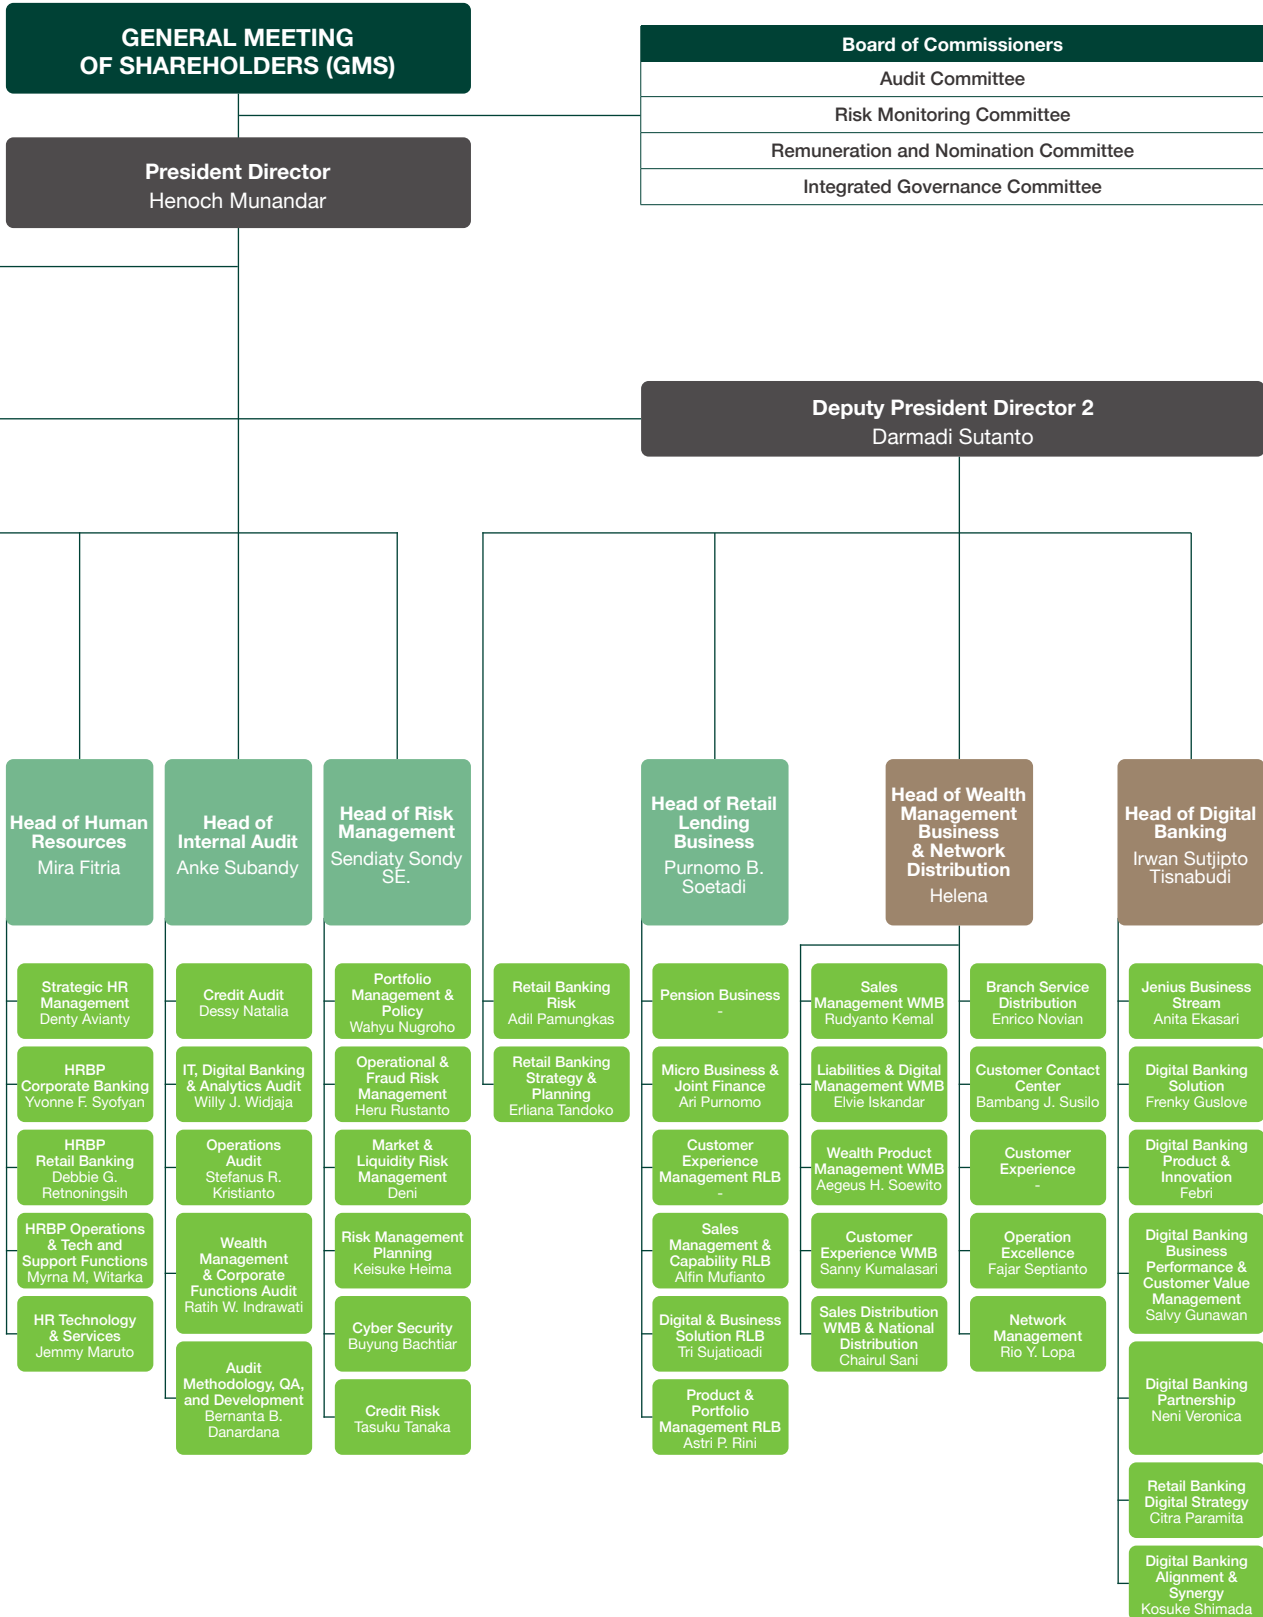 GENERAL MEETING
OF SHAREHOLDERS (GMS)
Board of Commissioners
Audit Committee
Risk Monitoring Committee
Remuneration and Nomination Committee
Integrated Governance Committee
President Director
Henoch Munandar
Deputy President Director 2
Darmadi Sutanto
Head of Human
Resources
Mira Fitria
Strategic HR
Management
Denty Avianty
HRBP
Corporate Banking
Yvonne F. Syofyan
HRBP
Retail Banking
Debbie G.
Retnoningsih
HRBP Operations
& Tech and
Support Functions
Myrna M, Witarka
HR Technology
& Services
Jemmy Maruto
Head of
Internal Audit
Anke Subandy
Credit Audit
Dessy Natalia
IT, Digital Banking
& Analytics Audit
Willy J. Widjaja
Operations
Audit
Stefanus R.
Kristianto
Wealth
Management
& Corporate
Functions Audit
Ratih W. Indrawati
Audit
Methodology, QA,
and Development
Bernanta B.
Danardana
Head of Risk
Management
Sendiaty Sondy
SE.
Portfolio
Management &
Policy
Wahyu Nugroho
Operational &
Fraud Risk
Management
Heru Rustanto
Market &
Liquidity Risk
Management
Deni
Risk Management
Planning
Keisuke Heima
Cyber Security
Buyung Bachtiar
Credit Risk
Tasuku Tanaka
Retail Banking
Risk
Adil Pamungkas
Retail Banking
Strategy &
Planning
Erliana Tandoko
Head of Retail
Lending
Business
Purnomo B.
Soetadi
Pension Business
-
Micro Business &
Joint Finance
Ari Purnomo
Customer
Experience
Management RLB
-
Sales
Management &
Capability RLB
Alfin Mufianto
Digital & Business
Solution RLB
Tri Sujatioadi
Product &
Portfolio
Management RLB
Astri P. Rini
Head of Wealth
Management
Business
& Network
Distribution
Helena
Sales
Management WMB
Rudyanto Kemal
Liabilities & Digital
Management WMB
Elvie Iskandar
Wealth Product
Management WMB
Aegeus H. Soewito
Customer
Experience WMB
Sanny Kumalasari
Sales Distribution
WMB & National
Distribution
Chairul Sani
Branch Service
Distribution
Enrico Novian
Customer Contact
Center
Bambang J. Susilo
Customer
Experience
-
Operation
Excellence
Fajar Septianto
Network
Management
Rio Y. Lopa
Head of Digital
Banking
Irwan Sutjipto
Tisnabudi
Jenius Business
Stream
Anita Ekasari
Digital Banking
Solution
Frenky Guslove
Digital Banking
Product &
Innovation
Febri
Digital Banking
Business
Performance &
Customer Value
Management
Salvy Gunawan
Digital Banking
Partnership
Neni Veronica
Retail Banking
Digital Strategy
Citra Paramita
Digital Banking
Alignment &
Synergy
Kosuke Shimada